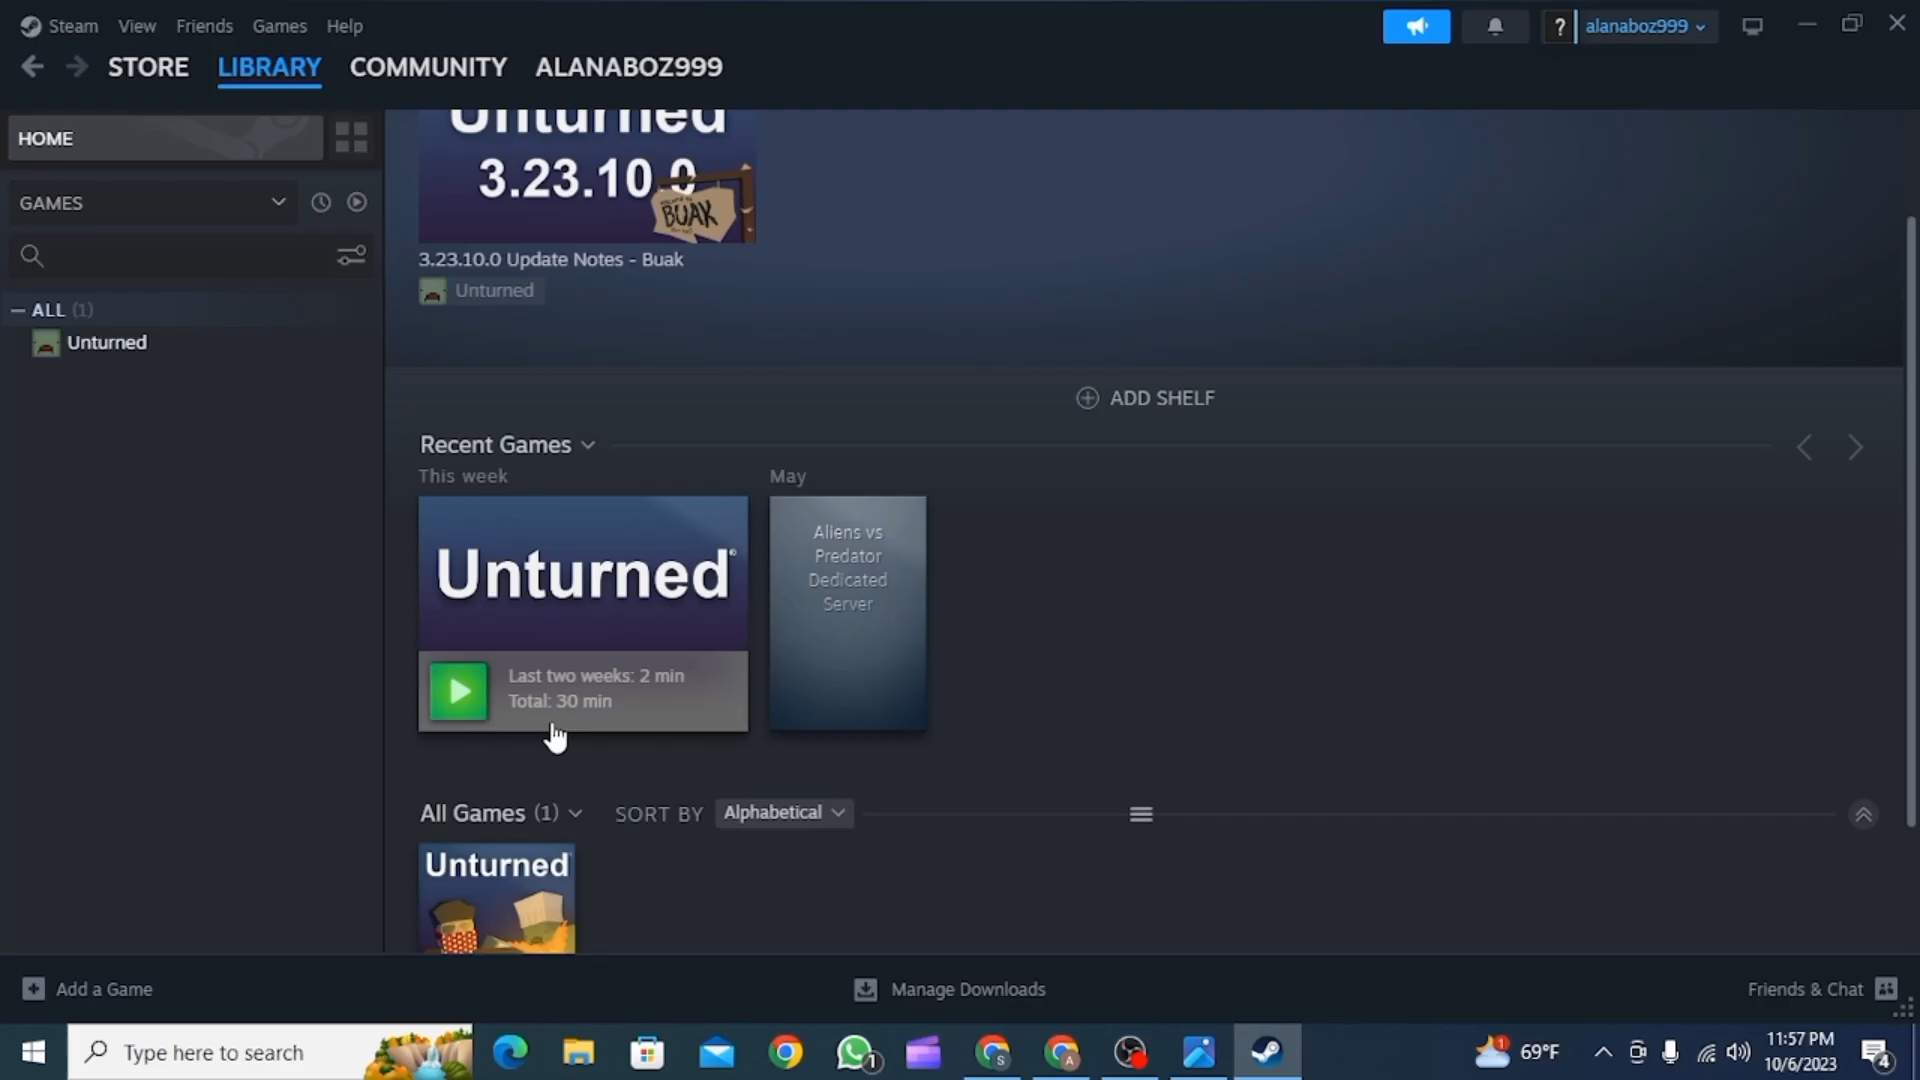 Steam View Friends Games Help
? alanaboz999
STORE LIBRARY COMMUNITY ALANABOZ999
HOME
GAMES
ALL (1)
Unturned
Unturned
3.23.10.0
BUAK
3.23.10.0 Update Notes - Buak
Unturned
ADD SHELF
Recent Games
This week
May
Unturned
Last two weeks: 2 min
Total: 30 min
Aliens vs
Predator
Dedicated
Server
All Games (1) SORT BY Alphabetical
Unturned
Add a Game
Manage Downloads
Friends & Chat
Type here to search
1
S
A
1
69°F
11:57 PM
10/6/2023
4